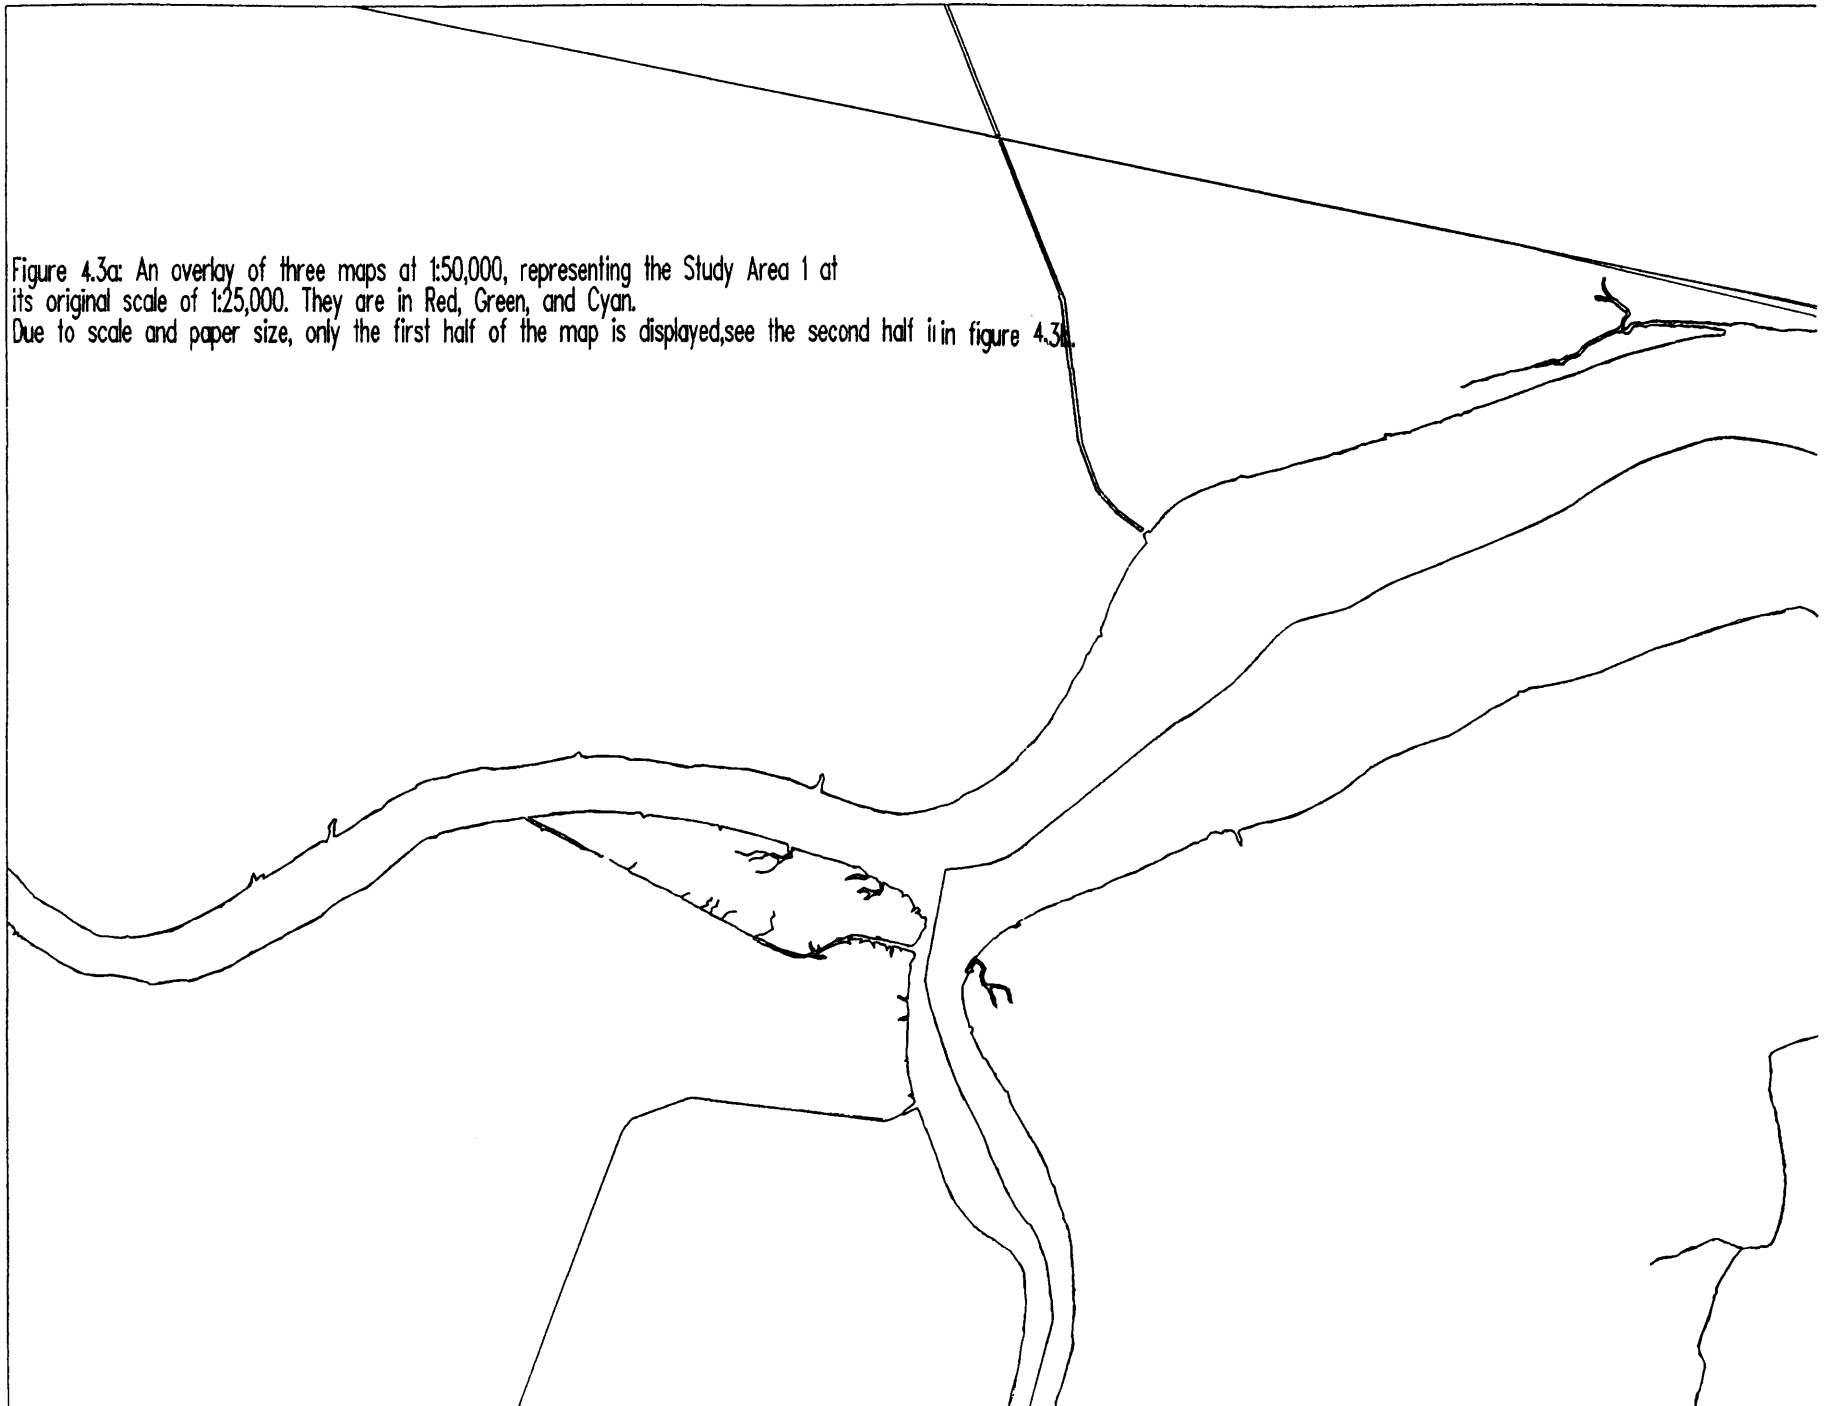 Figure 4.3a: An overlay of three maps at 1:50,000, representing the Study Area 1 at
its original scale of 1:25,000. They are in Red, Green, and Cyan.
Due to scale and paper size, only the first half of the map is displayed,see the second half in figure 4.3b.